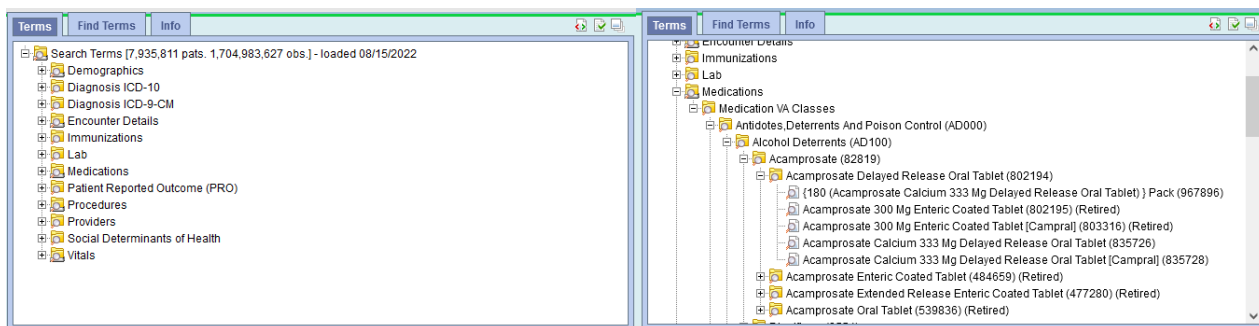 Terms Find Terms Info
Search Terms [7,935,811 pats. 1,704,983,627 obs.] - loaded 08/15/2022
Demographics
Diagnosis ICD-10
Diagnosis ICD-9-CM
Encounter Details
Immunizations
Lab
Medications
Patient Reported Outcome (PRO)
Procedures
Providers
Social Determinants of Health
Vitals
Terms Find Terms Info
Encounter Details
Immunizations
Lab
Medications
Medication VA Classes
Antidotes,Deterrents And Poison Control (AD000)
Alcohol Deterrents (AD100)
Acamprosate (82819)
Acamprosate Delayed Release Oral Tablet (802194)
{180 (Acamprosate Calcium 333 Mg Delayed Release Oral Tablet) } Pack (967896)
Acamprosate 300 Mg Enteric Coated Tablet (802195) (Retired)
Acamprosate 300 Mg Enteric Coated Tablet [Campral] (803316) (Retired)
Acamprosate Calcium 333 Mg Delayed Release Oral Tablet (835726)
Acamprosate Calcium 333 Mg Delayed Release Oral Tablet [Campral] (835728)
Acamprosate Enteric Coated Tablet (484659) (Retired)
Acamprosate Extended Release Enteric Coated Tablet (477280) (Retired)
Acamprosate Oral Tablet (539836) (Retired)